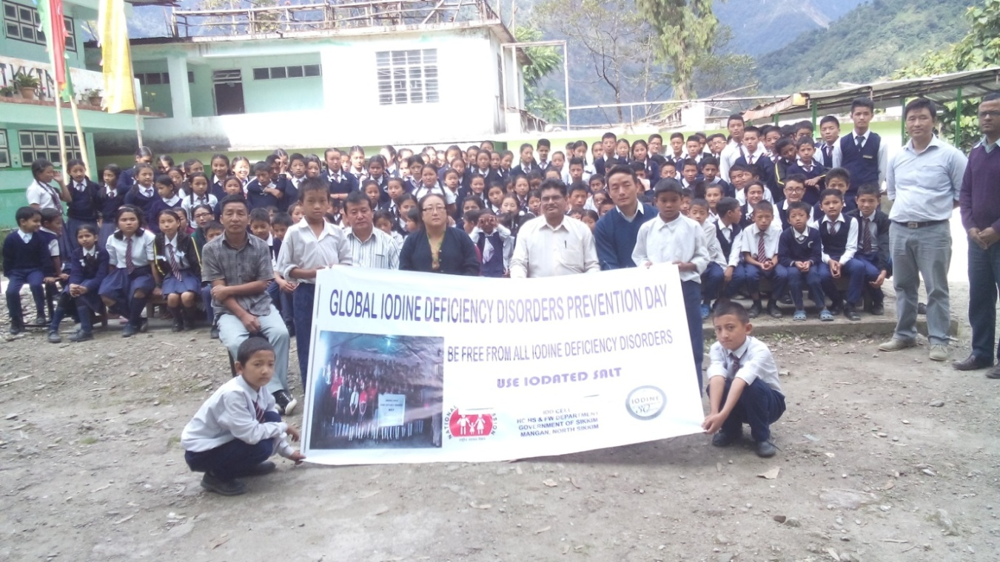 GLOBAL IODINE DEFICIENCY DISORDERS PREVENTION DAY
BE FREE FROM ALL IODINE DEFICIENCY DISORDERS
USE IODATED SALT
NATIONAL
IDD CELL
HC HS & FW DEPARTMENT
GOVERNMENT OF SIKKIM
MANGAN, NORTH SIKKIM
IODINE